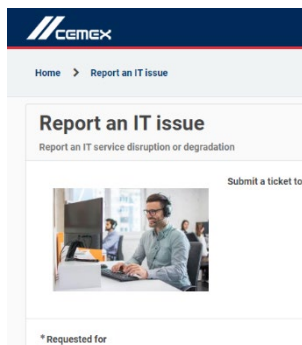 CEMEX
Home > Report an IT issue
Report an IT issue
Report an IT service disruption or degradation
Submit a ticket to
* Requested for